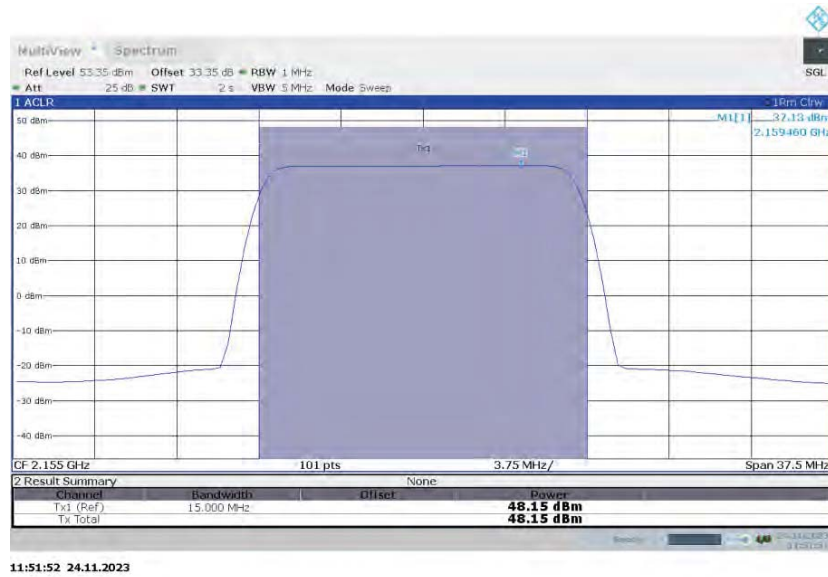 MultiView Spectrum
Ref Level 53.35 dBm Offset 33.35 dB RBW 1 MHz
SGL
Att 25 dB SWT 2 s VBW 5 MHz Mode Sweep
1 ACLR 1Rm Clrw
M1[1] 37.13 dBm
2.159460 GHz
50 dBm
Tx1
M1
40 dBm
30 dBm
20 dBm
10 dBm
0 dBm
-10 dBm
-20 dBm
-30 dBm
-40 dBm
CF 2.155 GHz 101 pts 3.75 MHz/ Span 37.5 MHz
2 Result Summary None
Channel Bandwidth Offset Power
Tx1 (Ref) 15.000 MHz 48.15 dBm
Tx Total 48.15 dBm
11:51:52 24.11.2023